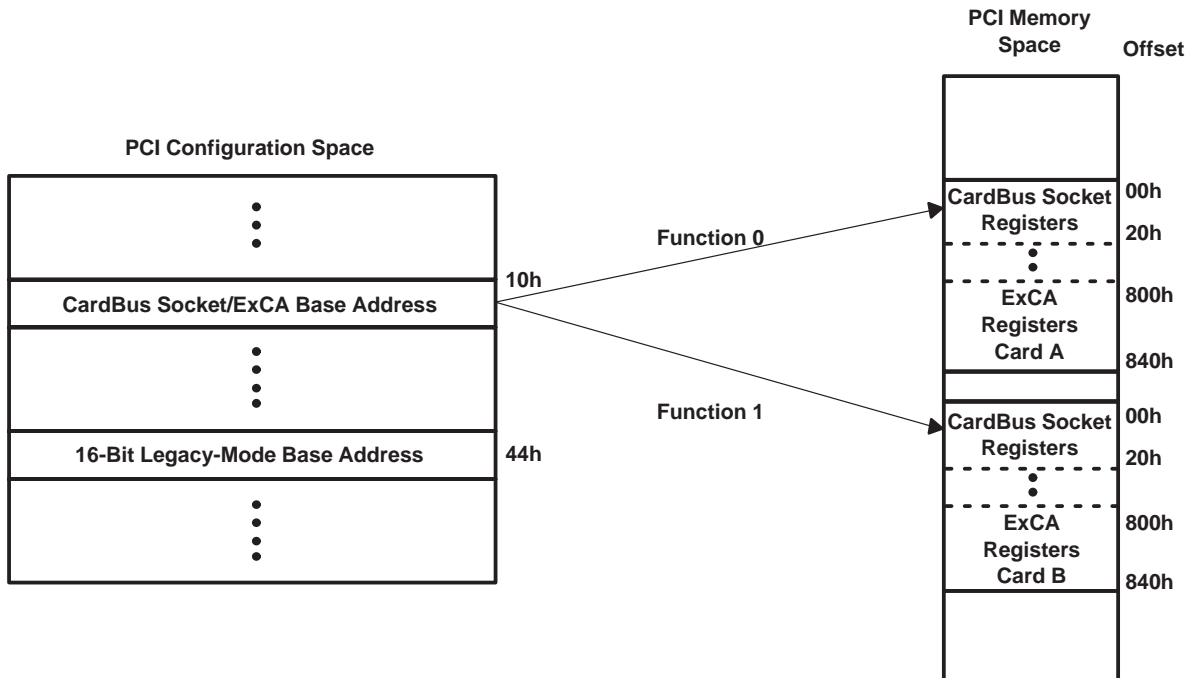 PCI Memory
Space
Offset
PCI Configuration Space
10h
CardBus Socket/ExCA Base Address
16-Bit Legacy-Mode Base Address
44h
Function 0
Function 1
CardBus Socket
Registers
00h
20h
ExCA
Registers
Card A
800h
840h
CardBus Socket
Registers
00h
20h
ExCA
Registers
Card B
800h
840h